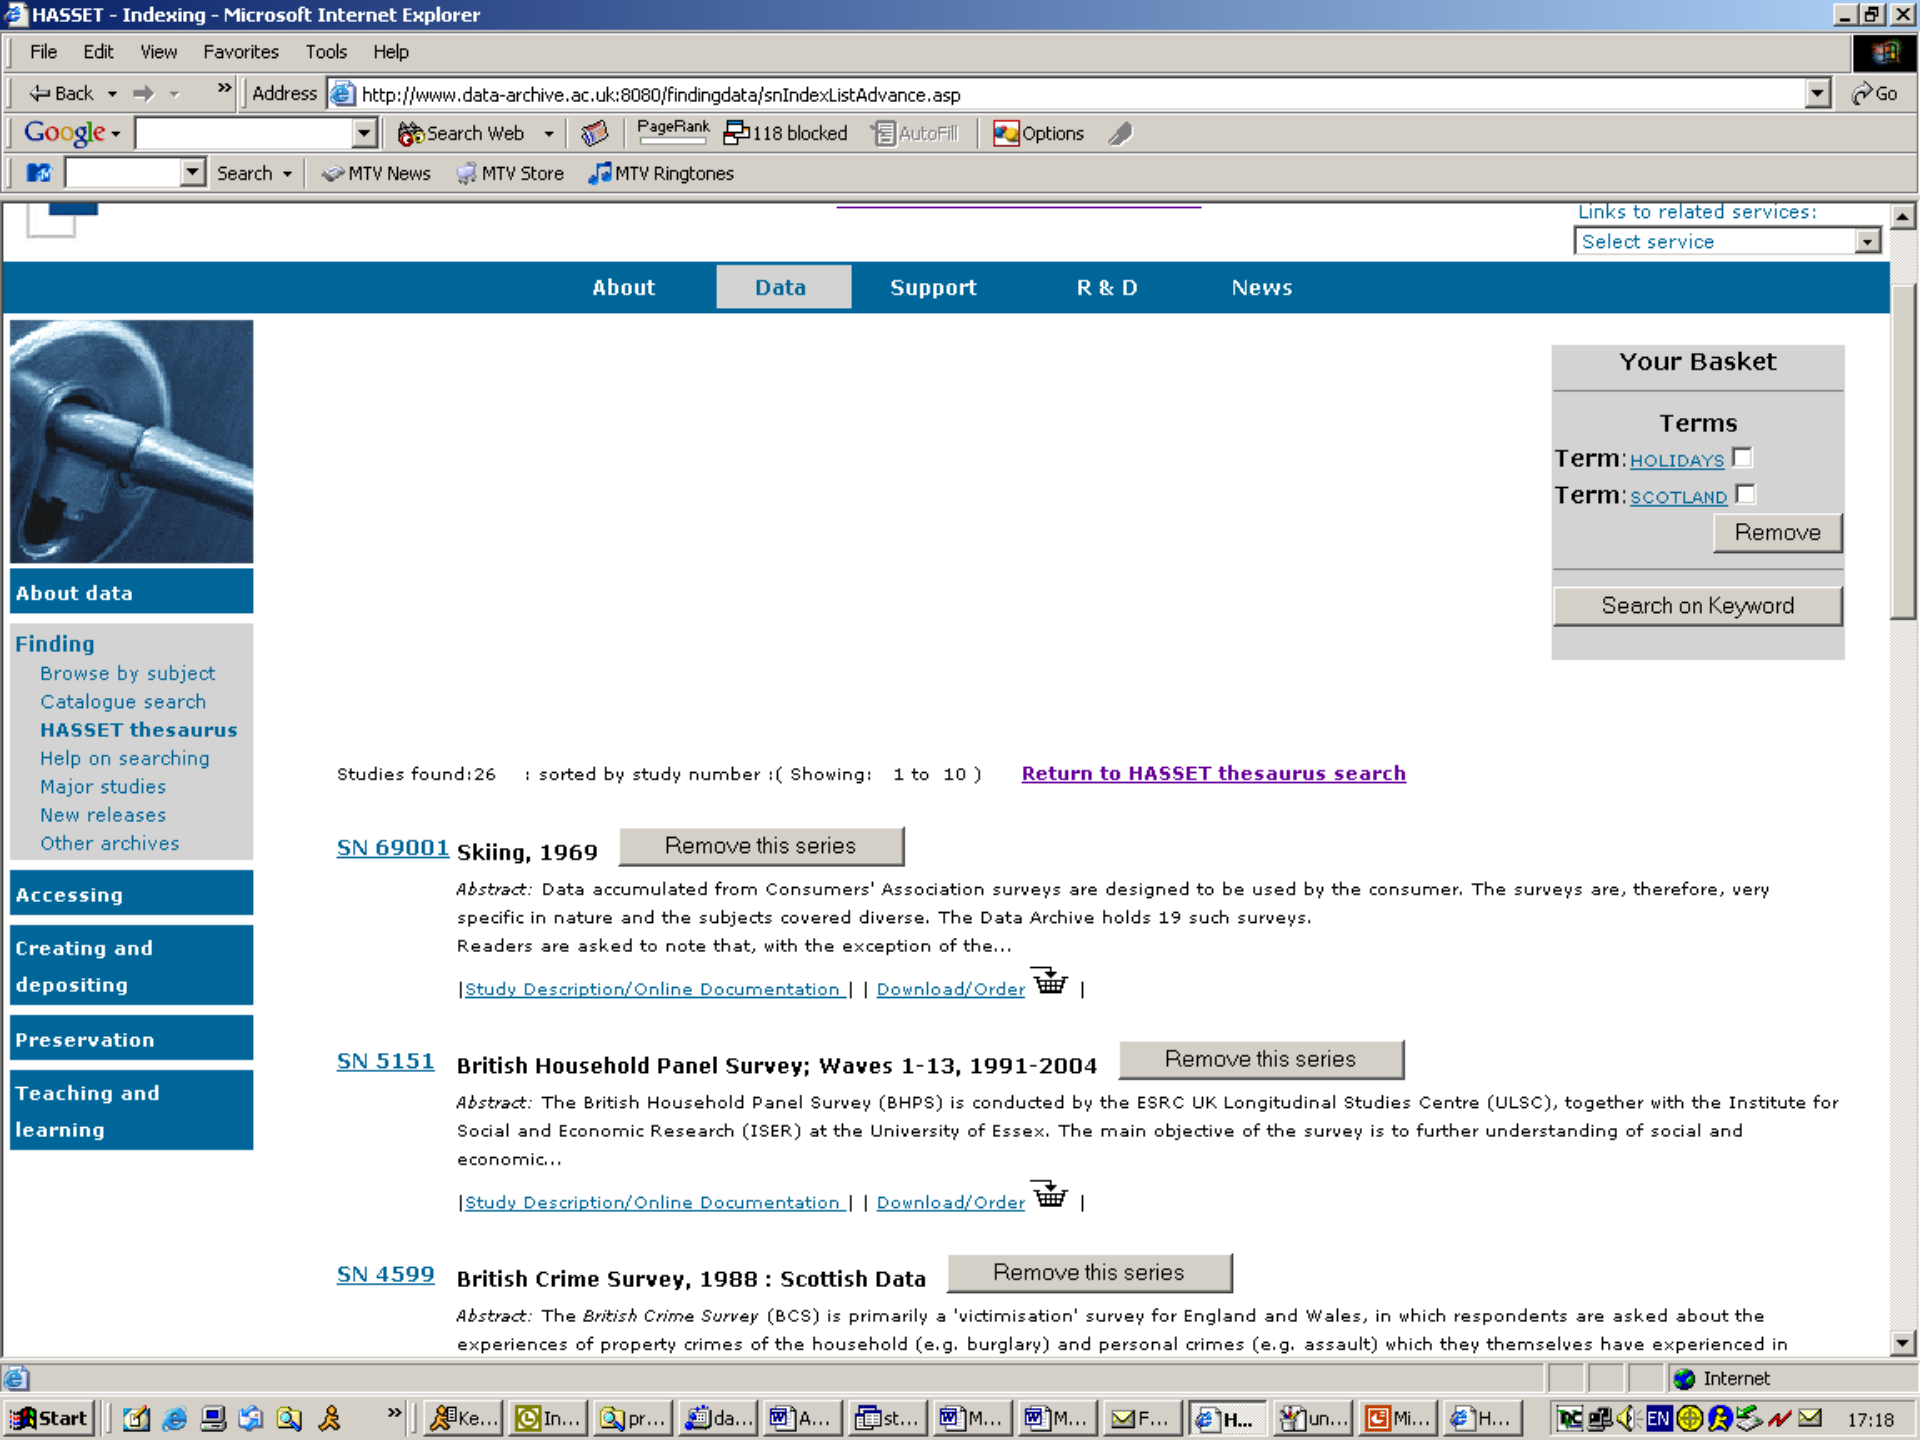 HASSET - Indexing - Microsoft Internet Explorer
File Edit View Favorites Tools Help
Back » Address http://www.data-archive.ac.uk:8080/findingdata/snIndexListAdvance.asp Go
Google Search Web PageRank 118 blocked AutoFill Options
Search MTV News MTV Store MTV Ringtones
Links to related services:
Select service
About Data Support R & D News
Your Basket
Terms
Term: HOLIDAYS
Term: SCOTLAND
Remove
Search on Keyword
About data
Finding
Browse by subject
Catalogue search
HASSET thesaurus
Help on searching
Major studies
New releases
Other archives
Accessing
Creating and
depositing
Preservation
Teaching and
learning
Studies found:26 : sorted by study number :( Showing: 1 to 10 ) Return to HASSET thesaurus search
SN 69001 Skiing, 1969 Remove this series
Abstract: Data accumulated from Consumers' Association surveys are designed to be used by the consumer. The surveys are, therefore, very
specific in nature and the subjects covered diverse. The Data Archive holds 19 such surveys.
Readers are asked to note that, with the exception of the...
|Study Description/Online Documentation | | Download/Order |
SN 5151 British Household Panel Survey; Waves 1-13, 1991-2004 Remove this series
Abstract: The British Household Panel Survey (BHPS) is conducted by the ESRC UK Longitudinal Studies Centre (ULSC), together with the Institute for
Social and Economic Research (ISER) at the University of Essex. The main objective of the survey is to further understanding of social and
economic...
|Study Description/Online Documentation | | Download/Order |
SN 4599 British Crime Survey, 1988 : Scottish Data Remove this series
Abstract: The British Crime Survey (BCS) is primarily a 'victimisation' survey for England and Wales, in which respondents are asked about the
experiences of property crimes of the household (e.g. burglary) and personal crimes (e.g. assault) which they themselves have experienced in
Internet
Start » Ke... In... pr... da... A... st... M... M... F... H... un... Mi... H... EN 17:18